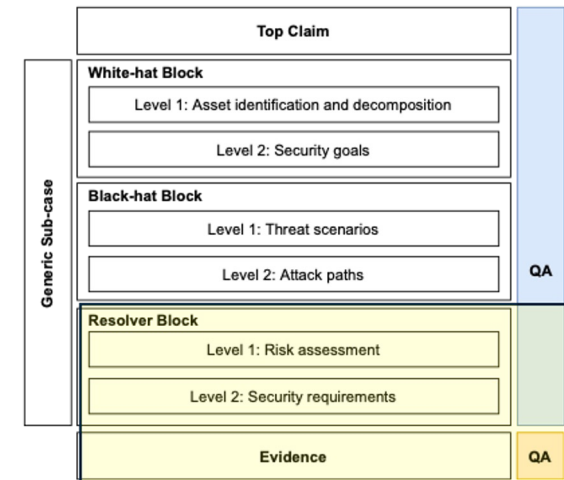 Top Claim
Generic Sub-case
White-hat Block
Level 1: Asset identification and decomposition
Level 2: Security goals
Black-hat Block
Level 1: Threat scenarios
Level 2: Attack paths
QA
Resolver Block
Level 1: Risk assessment
Level 2: Security requirements
Evidence
QA